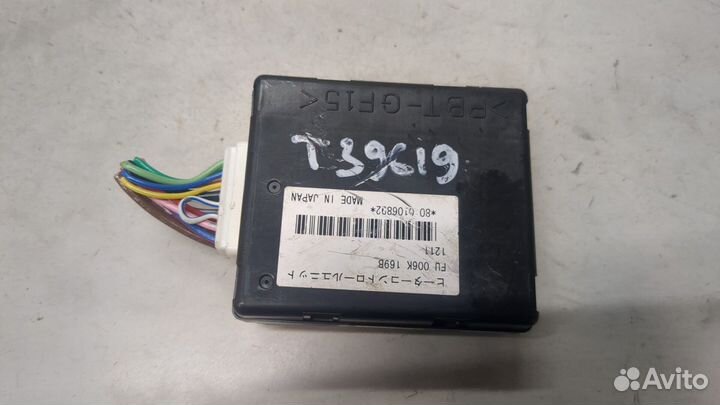 >PBT-GF15<
T39619
ヒーターコントロールユニット
FU 006K 169B
1211
*80 0106892*
MADE IN JAPAN
Avito